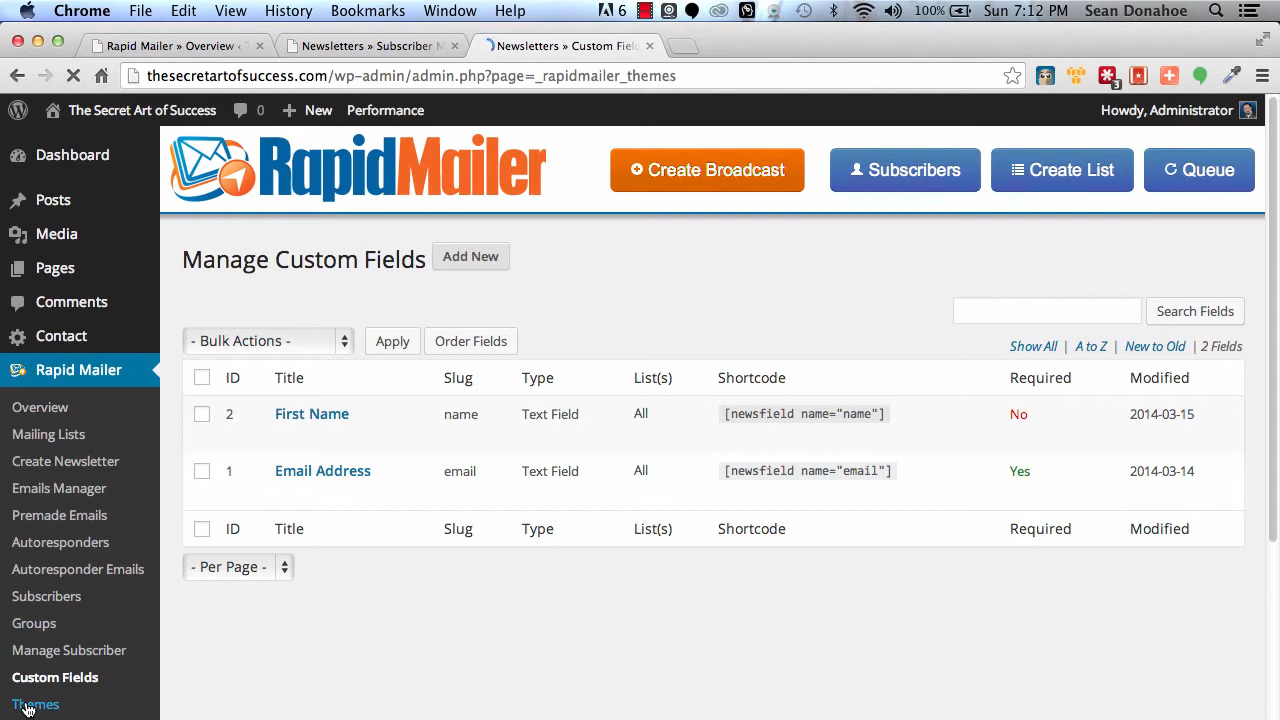 Chrome File Edit View History Bookmarks Window Help 6 100% Sun 7:12 PM Sean Donahoe
Rapid Mailer » Overview ‹ T Newsletters » Subscriber M Newsletters » Custom Fiel
thesecretartofsuccess.com/wp-admin/admin.php?page=_rapidmailer_themes 3
The Secret Art of Success 0 New Performance Howdy, Administrator
RapidMailer Create Broadcast Subscribers Create List Queue
Dashboard
Posts
Media
Pages
Comments
Contact
Rapid Mailer
Overview
Mailing Lists
Create Newsletter
Emails Manager
Premade Emails
Autoresponders
Autoresponder Emails
Subscribers
Groups
Manage Subscriber
Custom Fields
Themes
Manage Custom Fields Add New
Search Fields
- Bulk Actions - Apply Order Fields Show All | A to Z | New to Old | 2 Fields
ID Title Slug Type List(s) Shortcode Required Modified
2 First Name name Text Field All [newsfield name="name"] No 2014-03-15
1 Email Address email Text Field All [newsfield name="email"] Yes 2014-03-14
ID Title Slug Type List(s) Shortcode Required Modified
- Per Page -